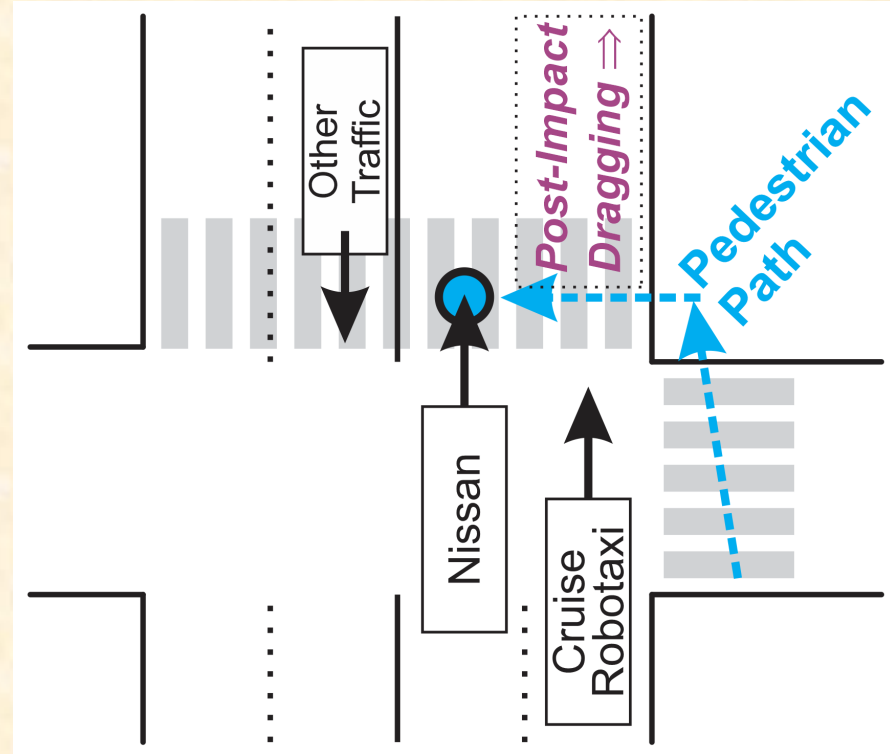 Other
Traffic
Post-Impact
Dragging ⇒
Pedestrian
Path
Nissan
Cruise
Robotaxi